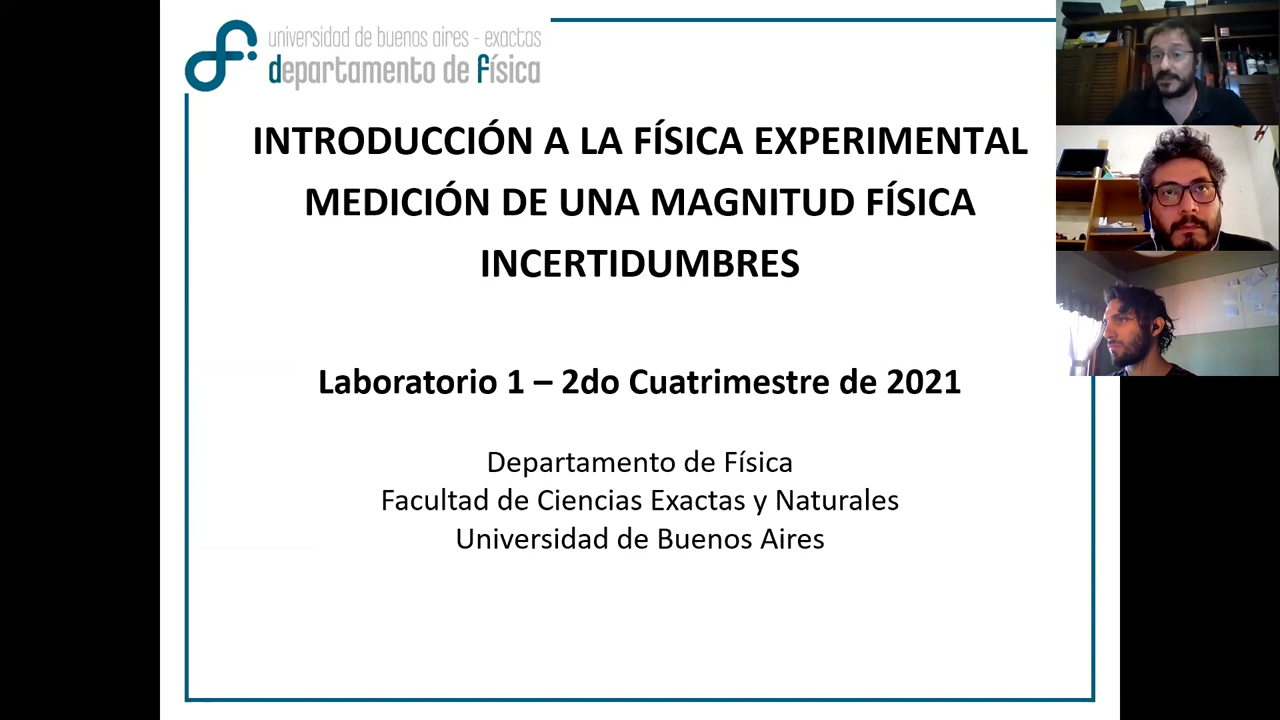 universidad de buenos aires - exactas
departamento de física
INTRODUCCIÓN A LA FÍSICA EXPERIMENTAL
MEDICIÓN DE UNA MAGNITUD FÍSICA
INCERTIDUMBRES
Laboratorio 1 – 2do Cuatrimestre de 2021
Departamento de Física
Facultad de Ciencias Exactas y Naturales
Universidad de Buenos Aires